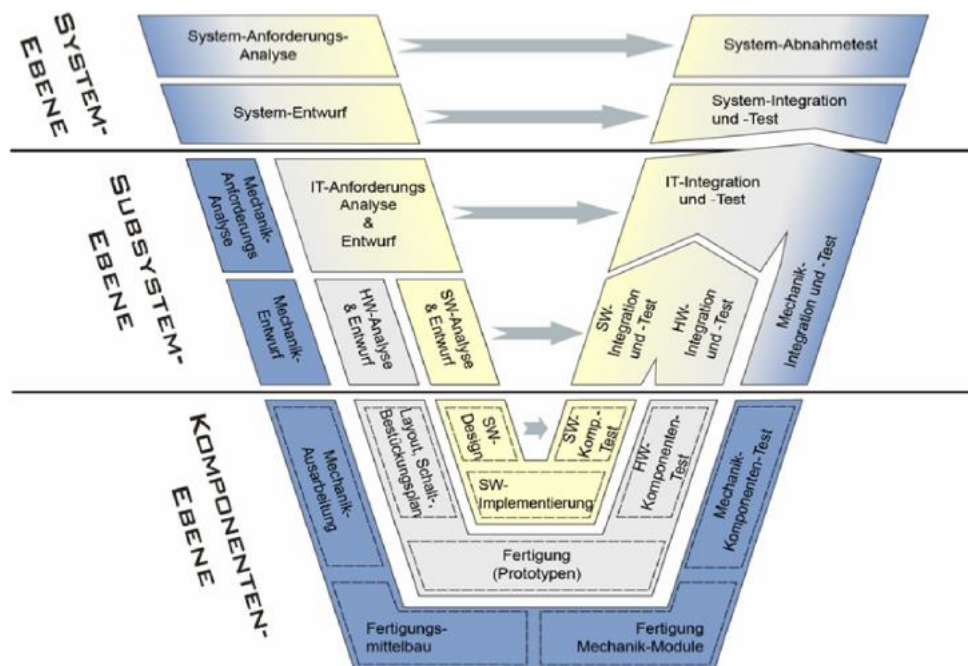 SYSTEM-
EBENE
System-Anforderungs-
Analyse
System-Abnahmetest
System-Entwurf
System-Integration
und -Test
SUBSYSTEM-
EBENE
Mechanik-
Anforderungs
Analyse
IT-Anforderungs
Analyse
&
Entwurf
IT-Integration
und -Test
Mechanik-
Entwurf
HW-Analyse
& Entwurf
SW-Analyse
& Entwurf
SW-
Integration
und -Test
HW-
Integration
und -Test
Mechanik-
Integration und -Test
KOMPONENTEN-
EBENE
Mechanik-
Ausarbeitung
Layout, Schalt-,
Bestückungsplan
SW-
Design
SW-
Komp.-
Test
HW-
Komponenten-
Test
Mechanik-
Komponenten-Test
SW-
Implementierung
Fertigung
(Prototypen)
Fertigungs-
mittelbau
Fertigung
Mechanik-Module